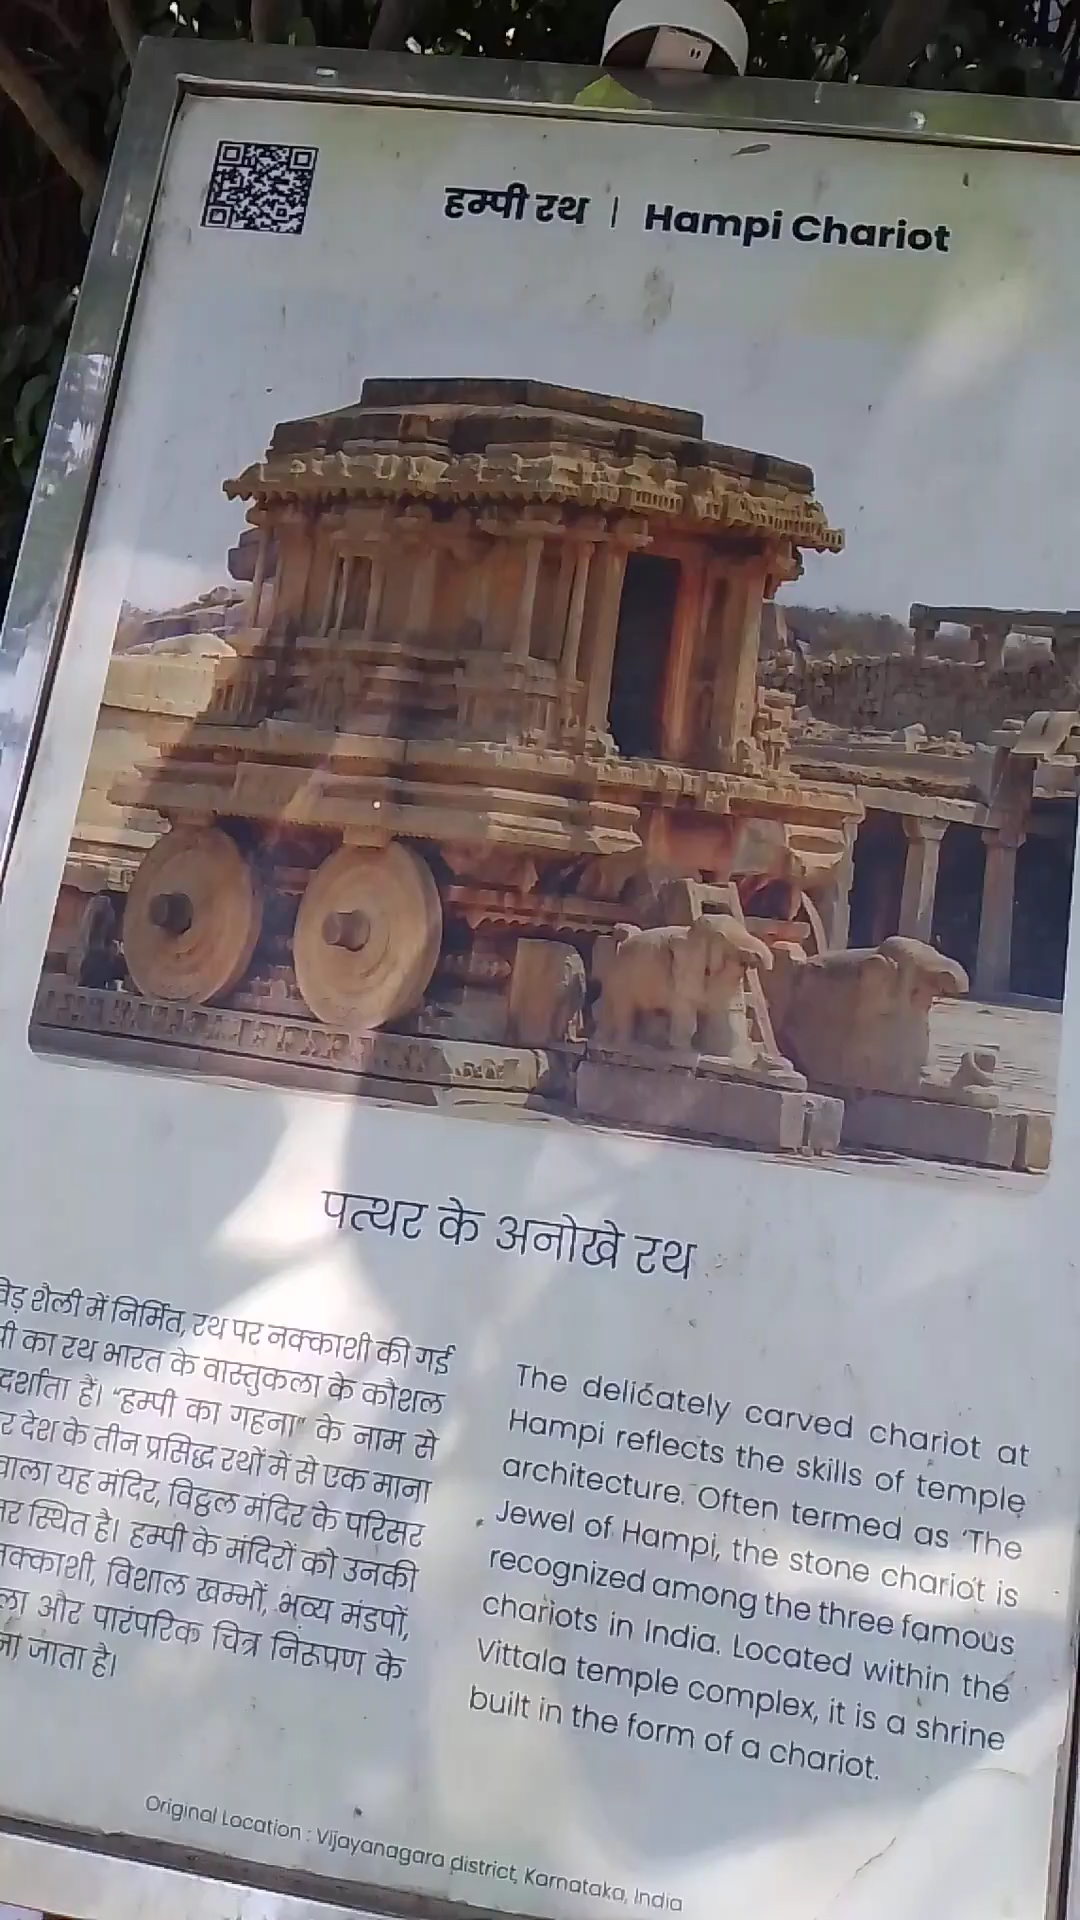 हम्पी रथ | Hampi Chariot
पत्थर के अनोखे रथ
शैली में निर्मित, रथ पर नक्काशी की गई
का रथ भारत के वास्तुकला के कौशल
दर्शाता है। "हम्पी का गहना" के नाम से
देश के तीन प्रसिद्ध रथों में से एक माना
वाला यह मंदिर, विट्ठल मंदिर के परिसर
स्थित है। हम्पी के मंदिरों को उनकी
नक्काशी, विशाल खम्भों, भव्य मंडपों,
और पारंपरिक चित्र निरूपण के
जाता है।
The delicately carved chariot at
Hampi reflects the skills of temple
architecture. Often termed as 'The
Jewel of Hampi, the stone chariot is
recognized among the three famous
chariots in India. Located within the
Vittala temple complex, it is a shrine
built in the form of a chariot.
Original Location : Vijayanagara district, Karnataka, India